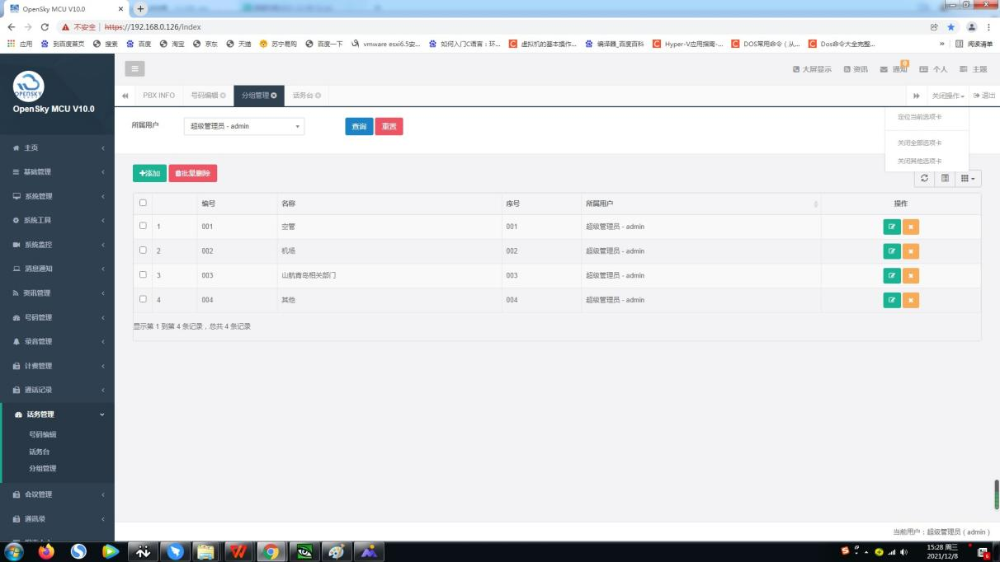 OpenSky MCU V10.0
不安全 https://192.168.0.126/index
应用 到百度首页 搜索 百度 淘宝 京东 天猫 苏宁易购 百度一下 vmware esxi6.5安... 如何入门C语言：环... 虚拟机的基本操作... 编译器_百度百科 Hyper-V应用指南-... DOS常用命令（从... Dos命令大全完整... » 阅读清单
OPENSKY
OpenSky MCU V10.0
大屏显示 资讯 通知 0 个人 主题
PBX INFO 号码编辑 分组管理 话务台 关闭操作 退出
定位当前选项卡
关闭全部选项卡
关闭其他选项卡
所属用户 超级管理员 - admin 查询 重置
添加 批量删除
编号 名称 序号 所属用户 操作
1 001 空管 001 超级管理员 - admin
2 002 机场 002 超级管理员 - admin
3 003 山航青岛相关部门 003 超级管理员 - admin
4 004 其他 004 超级管理员 - admin
显示第 1 到第 4 条记录，总共 4 条记录
主页
基础管理
系统管理
系统工具
系统监控
消息通知
资讯管理
号码管理
录音管理
计费管理
通话记录
话务管理
号码编辑
话务台
分组管理
会议管理
通讯录
当前用户：超级管理员（admin）
15:28 周三
2021/12/8
6